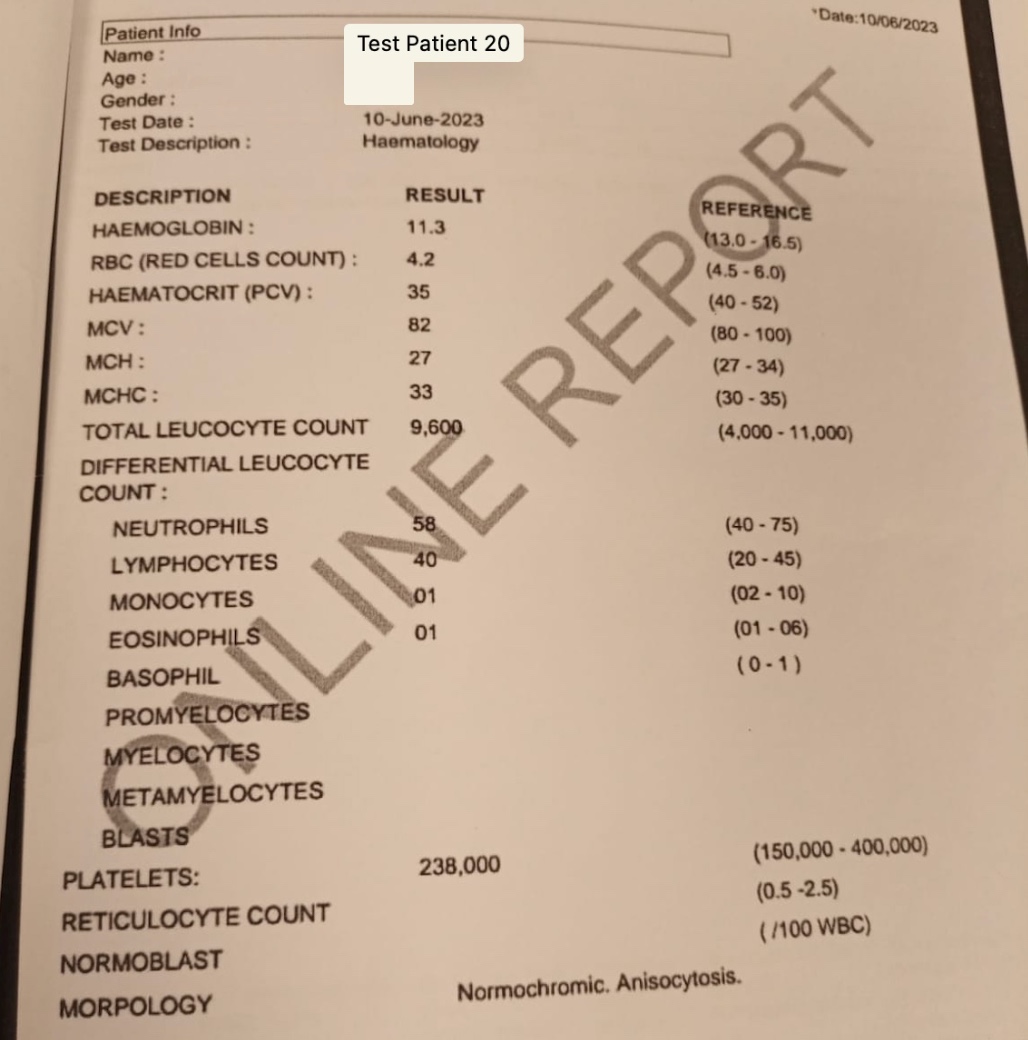 *Date:10/06/2023
Patient Info
Name :
Test Patient 20
Age :
Gender :
Test Date : 10-June-2023
Test Description : Haematology
DESCRIPTION RESULT REFERENCE
HAEMOGLOBIN : 11.3 (13.0 - 16.5)
RBC (RED CELLS COUNT) : 4.2 (4.5 - 6.0)
HAEMATOCRIT (PCV) : 35 (40 - 52)
MCV : 82 (80 - 100)
MCH : 27 (27 - 34)
MCHC : 33 (30 - 35)
TOTAL LEUCOCYTE COUNT 9,600 (4,000 - 11,000)
DIFFERENTIAL LEUCOCYTE
COUNT :
NEUTROPHILS 58 (40 - 75)
LYMPHOCYTES 40 (20 - 45)
MONOCYTES 01 (02 - 10)
EOSINOPHILS 01 (01 - 06)
BASOPHIL ( 0 - 1 )
PROMYELOCYTES
MYELOCYTES
METAMYELOCYTES
BLASTS
PLATELETS: 238,000 (150,000 - 400,000)
RETICULOCYTE COUNT (0.5 -2.5)
NORMOBLAST ( /100 WBC)
MORPOLOGY Normochromic. Anisocytosis.
ONLINE REPORT